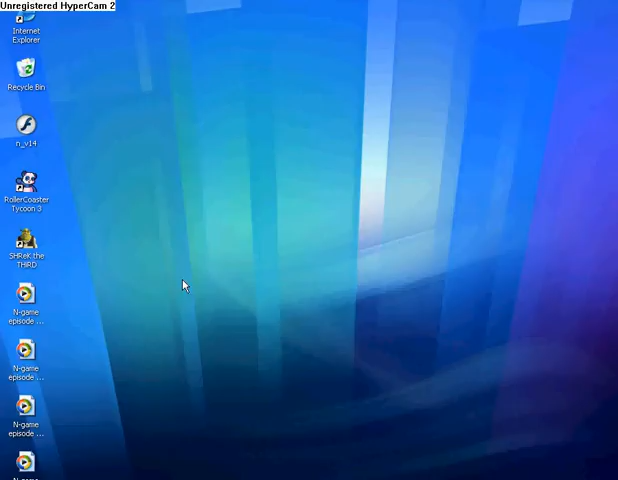 Unregistered HyperCam 2
Internet
Explorer
Recycle Bin
n_v14
RollerCoaster
Tycoon 3
SHReK the
THiRD
N-game
episode ...
N-game
episode ...
N-game
episode ...